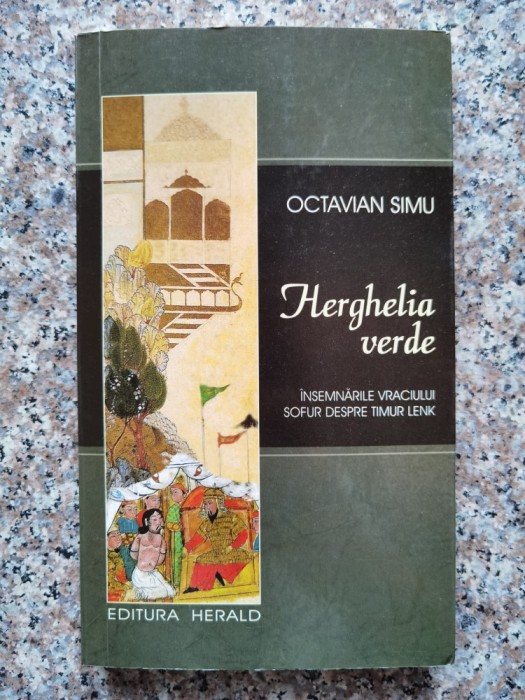 OCTAVIAN SIMU
Herghelia
verde
ÎNSEMNĂRILE VRACIULUI
SOFUR DESPRE TIMUR LENK
EDITURA HERALD